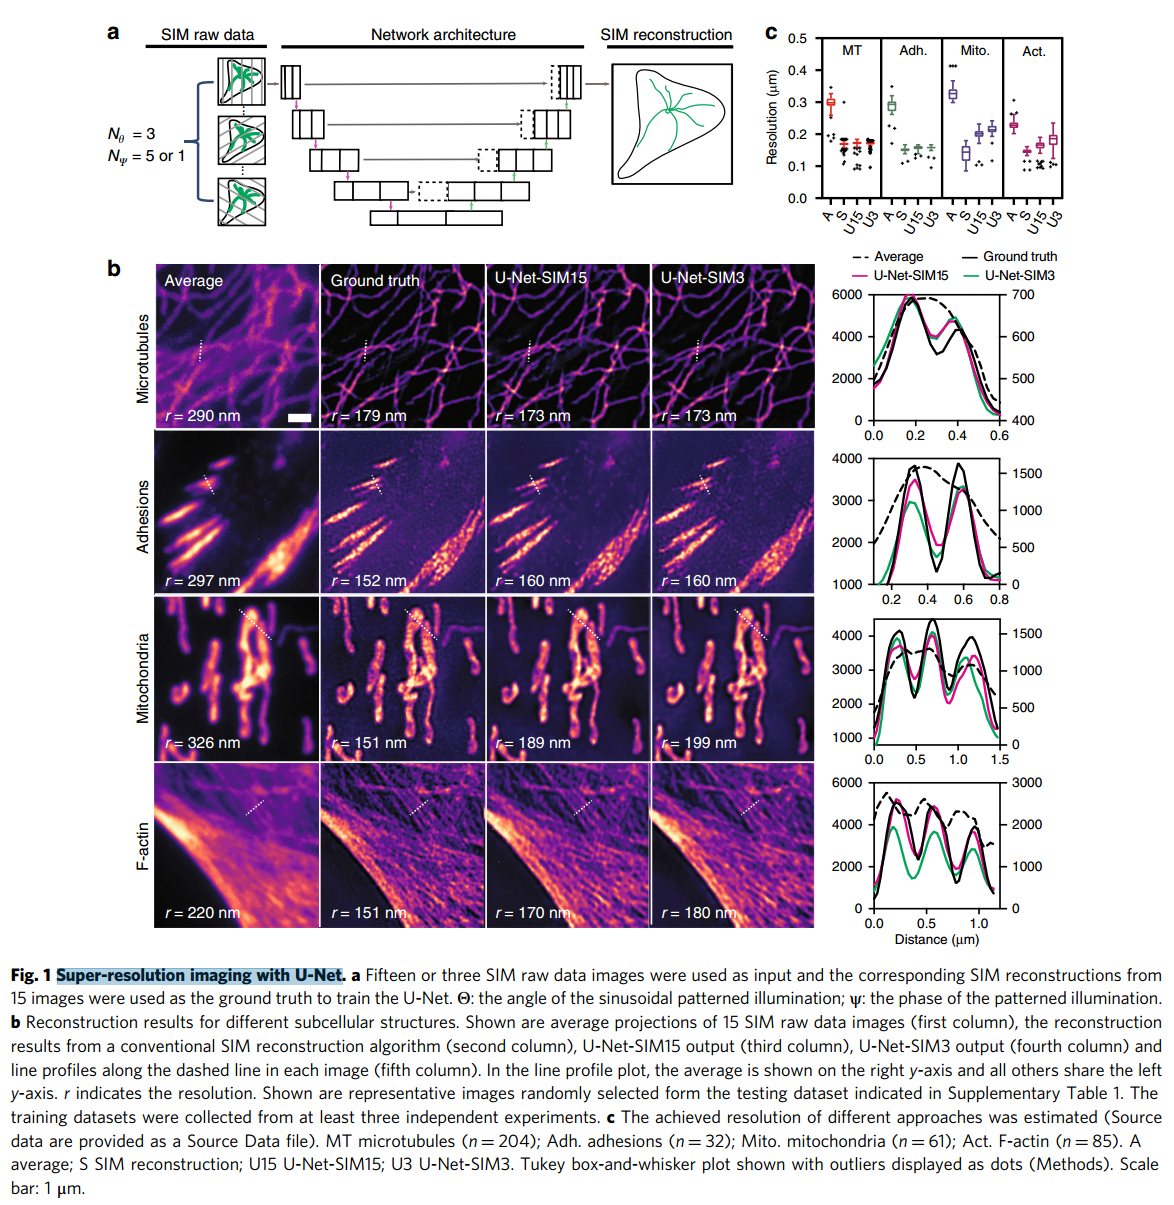 a
SIM raw data
Network architecture
SIM reconstruction
Nθ = 3
Nψ = 5 or 1
c
Resolution (µm)
0.5
0.4
0.3
0.2
0.1
0.0
MT
Adh.
Mito.
Act.
A S U15 U3 A S U15 U3 A S U15 U3 A S U15 U3
b
Average
Ground truth
U-Net-SIM15
U-Net-SIM3
Average
Ground truth
U-Net-SIM15
U-Net-SIM3
Microtubules
r = 290 nm
r = 179 nm
r = 173 nm
r = 173 nm
6000
4000
2000
0
700
600
500
400
0.0 0.2 0.4 0.6
Adhesions
r = 297 nm
r = 152 nm
r = 160 nm
r = 160 nm
4000
3000
2000
1000
1500
1000
500
0
0.2 0.4 0.6 0.8
Mitochondria
r = 326 nm
r = 151 nm
r = 189 nm
r = 199 nm
4000
3000
2000
1000
1500
1000
500
0
0.0 0.5 1.0 1.5
F-actin
r = 220 nm
r = 151 nm
r = 170 nm
r = 180 nm
6000
4000
2000
0
3000
2000
1000
0
0.0 0.5 1.0
Distance (µm)
Fig. 1 Super-resolution imaging with U-Net. a Fifteen or three SIM raw data images were used as input and the corresponding SIM reconstructions from
15 images were used as the ground truth to train the U-Net. Θ: the angle of the sinusoidal patterned illumination; ψ: the phase of the patterned illumination.
b Reconstruction results for different subcellular structures. Shown are average projections of 15 SIM raw data images (first column), the reconstruction
results from a conventional SIM reconstruction algorithm (second column), U-Net-SIM15 output (third column), U-Net-SIM3 output (fourth column) and
line profiles along the dashed line in each image (fifth column). In the line profile plot, the average is shown on the right y-axis and all others share the left
y-axis. r indicates the resolution. Shown are representative images randomly selected form the testing dataset indicated in Supplementary Table 1. The
training datasets were collected from at least three independent experiments. c The achieved resolution of different approaches was estimated (Source
data are provided as a Source Data file). MT microtubules (n = 204); Adh. adhesions (n = 32); Mito. mitochondria (n = 61); Act. F-actin (n = 85). A
average; S SIM reconstruction; U15 U-Net-SIM15; U3 U-Net-SIM3. Tukey box-and-whisker plot shown with outliers displayed as dots (Methods). Scale
bar: 1 µm.